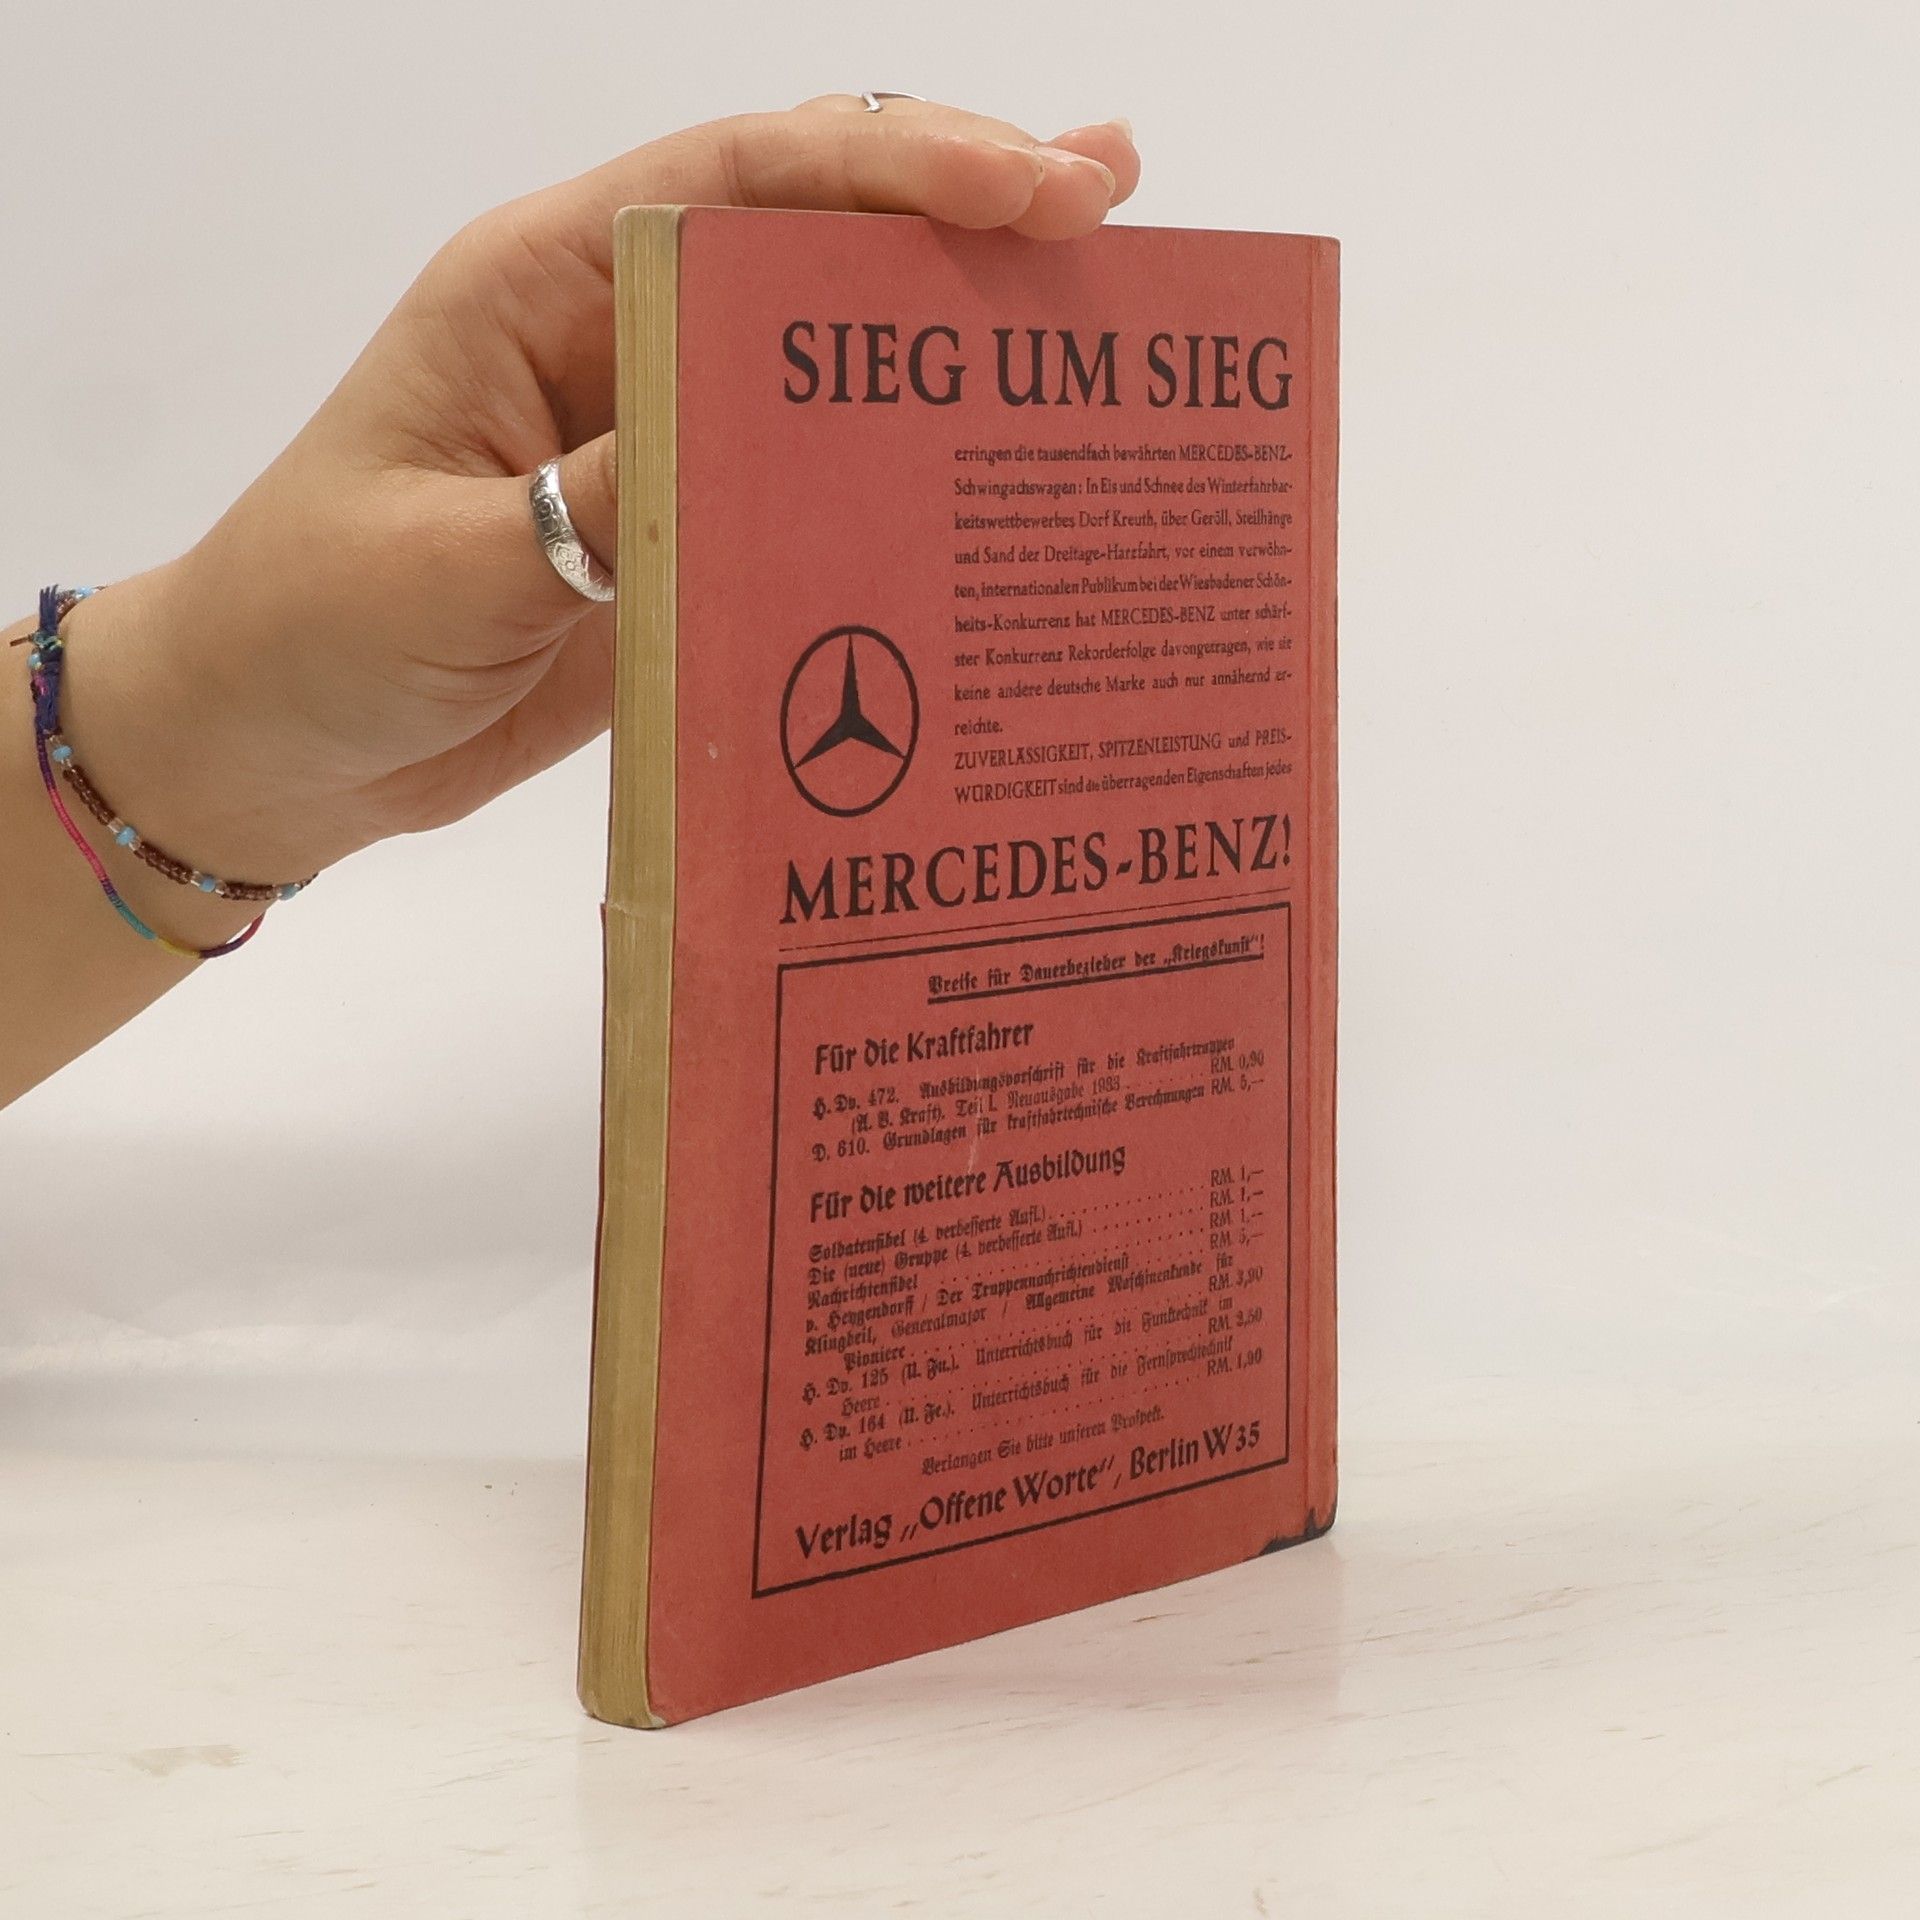 SIEG UM SIEG
erringen die tausendfach bewährten MERCEDES-BENZ-
Schwingachswagen: In Eis und Schnee des Winterfahrbar-
keitswettbewerbes Dorf Kreuth, über Geröll, Steilhänge
und Sand der Dreitage-Harzfahrt, vor einem verwöhn-
ten, internationalen Publikum bei der Wiesbadener Schön-
heits-Konkurrenz hat MERCEDES-BENZ unter schärf-
ster Konkurrenz Rekorderfolge davongetragen, wie sie
keine andere deutsche Marke auch nur annähernd er-
reichte.
ZUVERLÄSSIGKEIT, SPITZENLEISTUNG und PREIS-
WÜRDIGKEIT sind die überragenden Eigenschaften jedes
MERCEDES-BENZ!
Preise für Dauerbezieher der „Kriegskunst“!
Für die Kraftfahrer
H. Dv. 472. Ausbildungsvorschrift für die Kraftfahrtruppen
(A. B. Kraft). Teil I. Neuausgabe 1933 . . . . . . . . RM. 0,90
D. 610. Grundlagen für kraftfahrtechnische Berechnungen RM. 5,—
Für die weitere Ausbildung
Soldatenfibel (4. verbesserte Aufl.) . . . . . . . . . . . . . RM. 1,—
Die (neue) Gruppe (4. verbesserte Aufl.) . . . . . . . . . . RM. 1,—
Nachrichtenfibel . . . . . . . . . . . . . . . . . . . . . RM. 1,—
v. Heygendorff / Der Truppennachrichtendienst . . . . . . RM. 5,—
Klingbeil, Generalmajor / Allgemeine Maschinenkunde für
Pioniere . . . . . . . . . . . . . . . . . . . . . . RM. 3,90
H. Dv. 125 (U. Fu.). Unterrichtsbuch für die Funktechnik im
Heere . . . . . . . . . . . . . . . . . . . . . . . RM. 2,50
H. Dv. 164 (U. Fe.). Unterrichtsbuch für die Fernsprechtechnik
im Heere . . . . . . . . . . . . . . . . . . . . . . RM. 1,90
Verlangen Sie bitte unseren Prospekt.
Verlag „Offene Worte“, Berlin W 35